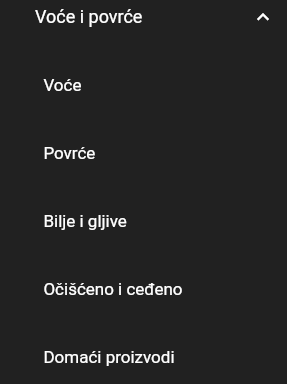 Voće i povrće
Voće
Povrće
Bilje i gljive
Očišćeno i ceđeno
Domaći proizvodi